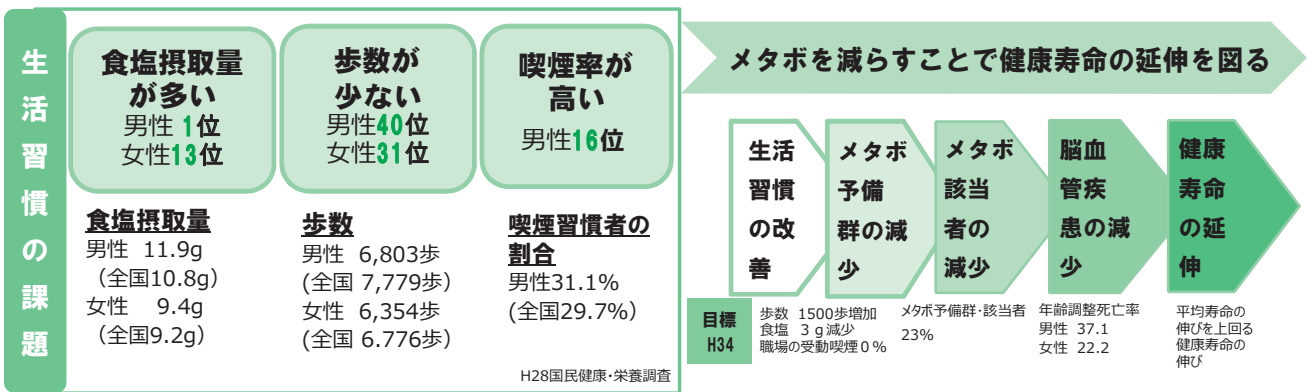 生活習慣の課題
食塩摂取量
が多い
男性 1位
女性13位
歩数が
少ない
男性40位
女性31位
喫煙率が
高い
男性16位
食塩摂取量
男性 11.9g
(全国10.8g)
女性 9.4g
(全国9.2g)
歩数
男性 6,803歩
(全国 7,779歩)
女性 6,354歩
(全国 6.776歩)
喫煙習慣者の
割合
男性31.1%
(全国29.7%)
H28国民健康・栄養調査
メタボを減らすことで健康寿命の延伸を図る
生活
習慣
の改
善
メタボ
予備
群の減
少
メタボ
該当
者の
減少
脳血
管疾
患の減
少
健康
寿命
の延
伸
目標
H34
歩数 1500歩増加
食塩 3g減少
職場の受動喫煙0%
メタボ予備群・該当者
23%
年齢調整死亡率
男性 37.1
女性 22.2
平均寿命の
伸びを上回る
健康寿命の
伸び